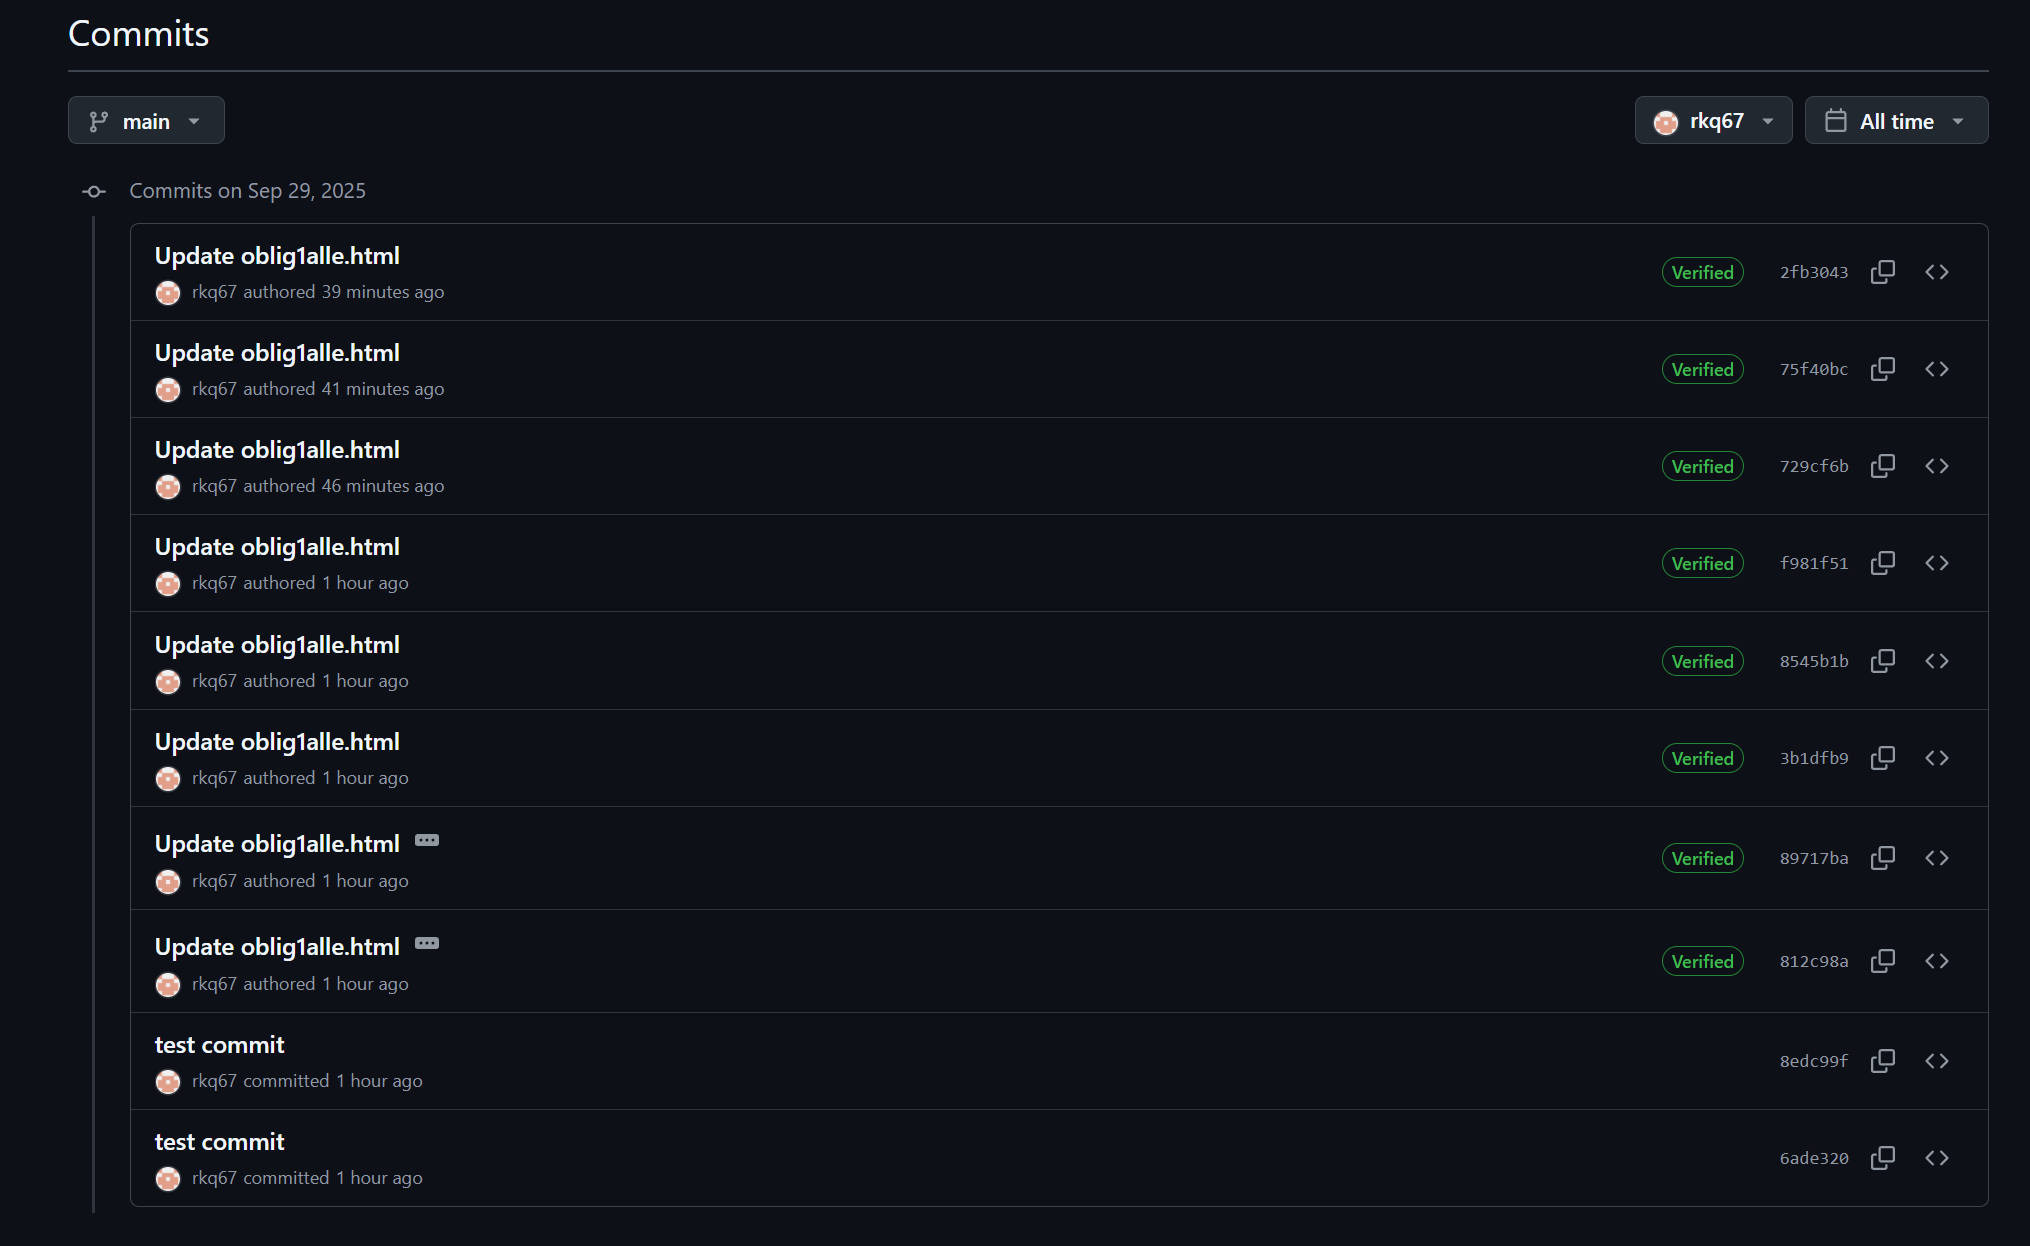 Commits
main
rkq67
All time
Commits on Sep 29, 2025
Update oblig1alle.html
rkq67 authored 39 minutes ago
Verified
2fb3043
Update oblig1alle.html
rkq67 authored 41 minutes ago
Verified
75f40bc
Update oblig1alle.html
rkq67 authored 46 minutes ago
Verified
729cf6b
Update oblig1alle.html
rkq67 authored 1 hour ago
Verified
f981f51
Update oblig1alle.html
rkq67 authored 1 hour ago
Verified
8545b1b
Update oblig1alle.html
rkq67 authored 1 hour ago
Verified
3b1dfb9
Update oblig1alle.html
rkq67 authored 1 hour ago
Verified
89717ba
Update oblig1alle.html
rkq67 authored 1 hour ago
Verified
812c98a
test commit
rkq67 committed 1 hour ago
8edc99f
test commit
rkq67 committed 1 hour ago
6ade320